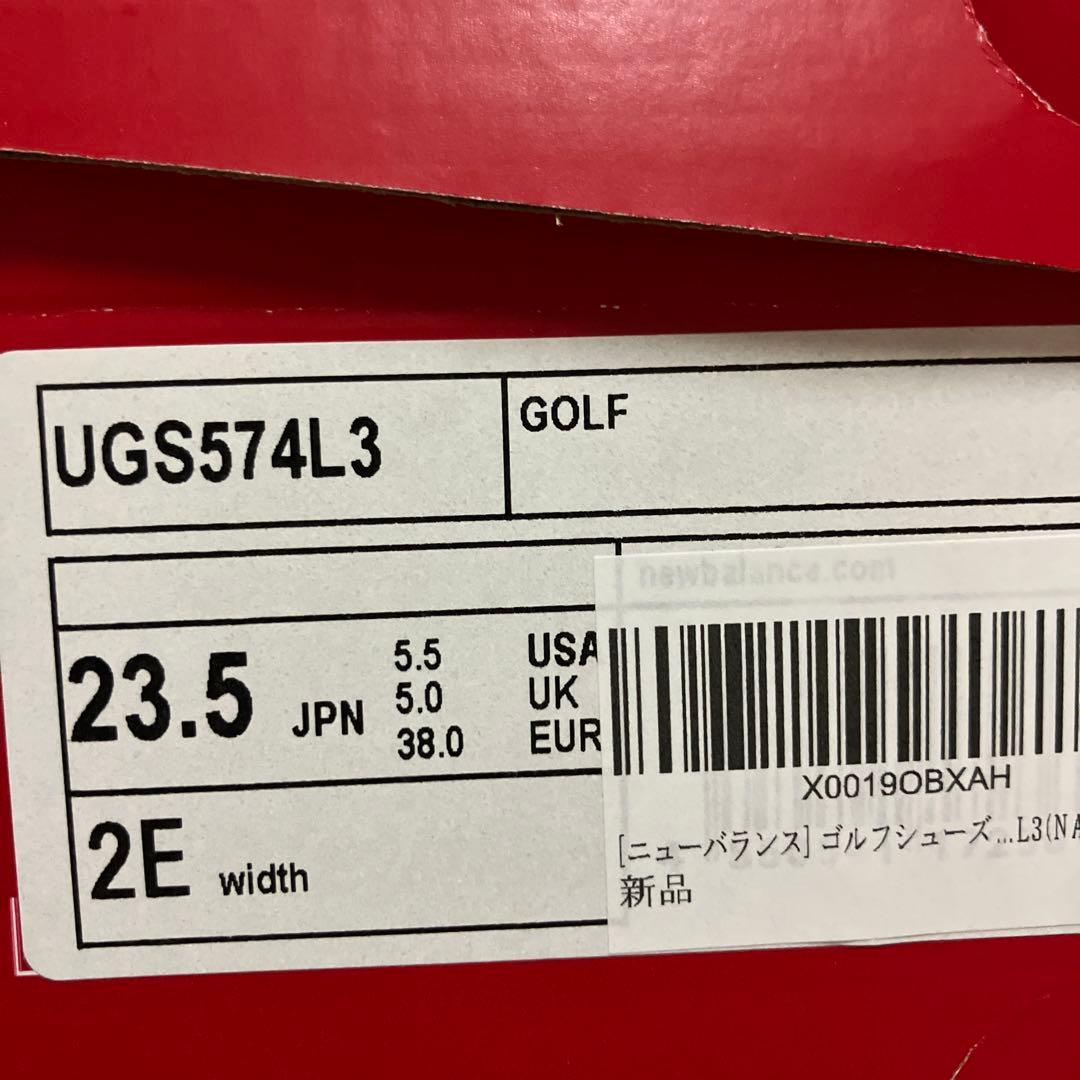 UGS574L3
GOLF
newbalance.com
23.5 JPN
5.5 USA
5.0 UK
38.0 EUR
2E width
X0019OBXAH
[ニューバランス] ゴルフシューズ...L3(NA
新品